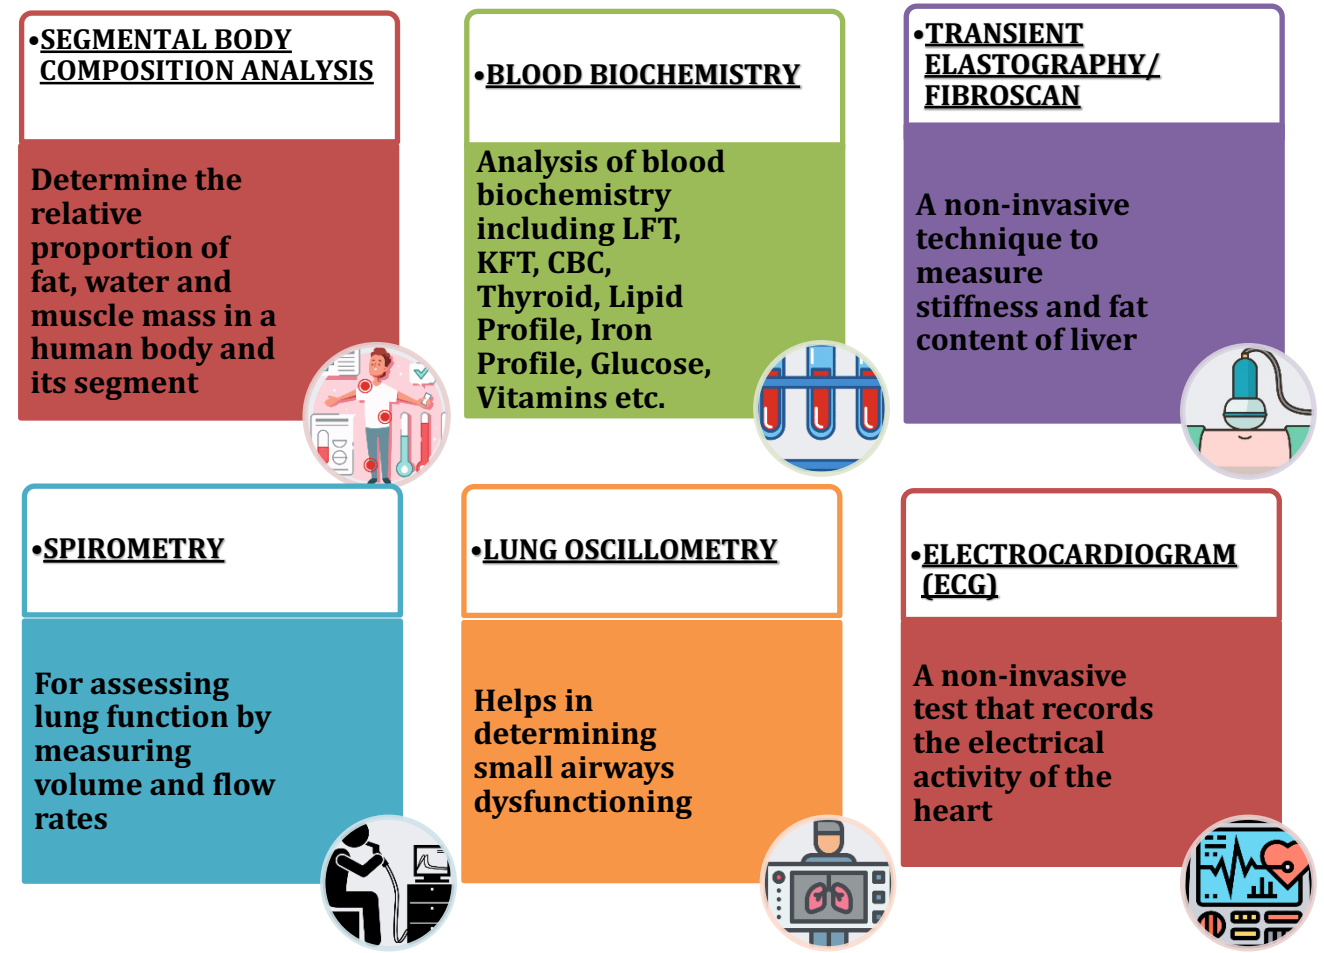 •SEGMENTAL BODY
COMPOSITION ANALYSIS
Determine the
relative
proportion of
fat, water and
muscle mass in a
human body and
its segment
•BLOOD BIOCHEMISTRY
Analysis of blood
biochemistry
including LFT,
KFT, CBC,
Thyroid, Lipid
Profile, Iron
Profile, Glucose,
Vitamins etc.
•TRANSIENT
ELASTOGRAPHY/
FIBROSCAN
A non-invasive
technique to
measure
stiffness and fat
content of liver
•SPIROMETRY
For assessing
lung function by
measuring
volume and flow
rates
•LUNG OSCILLOMETRY
Helps in
determining
small airways
dysfunctioning
•ELECTROCARDIOGRAM
(ECG)
A non-invasive
test that records
the electrical
activity of the
heart